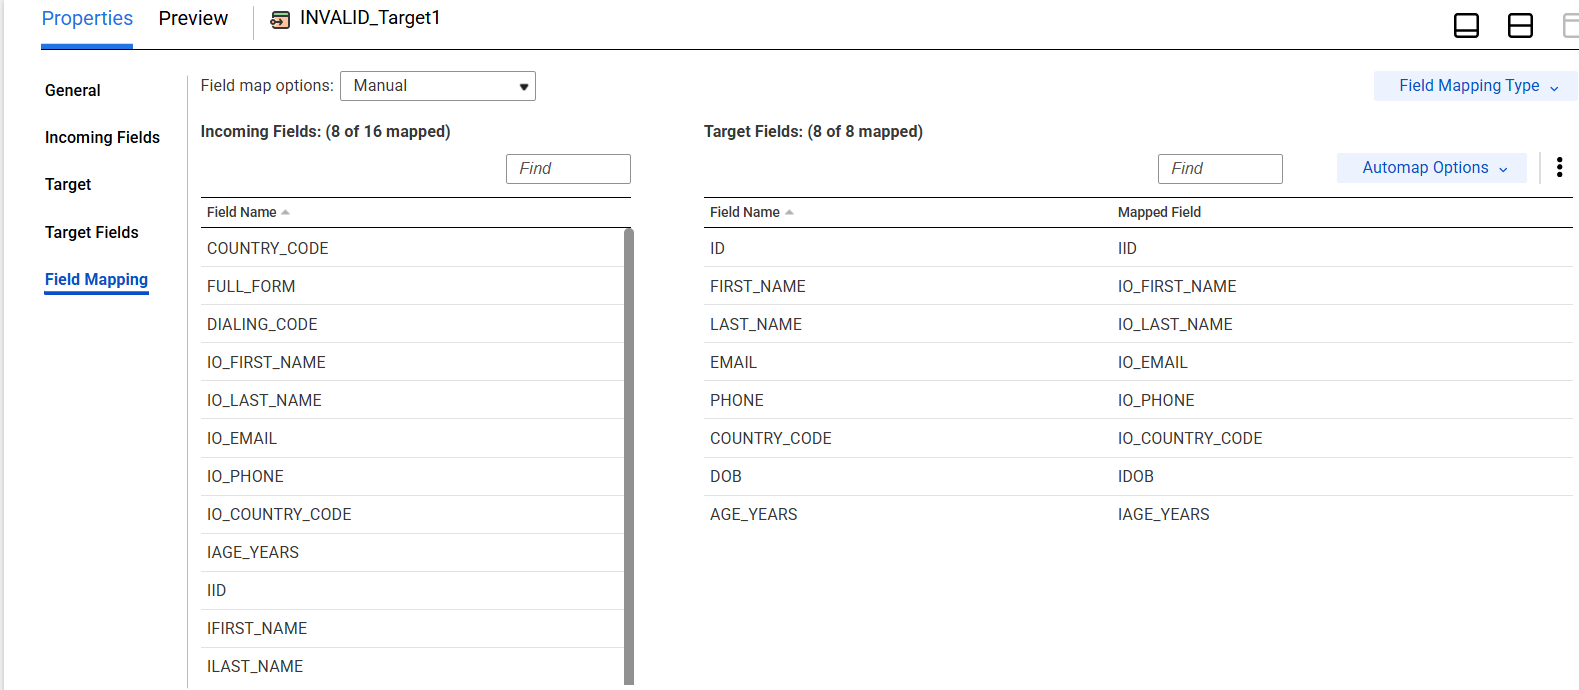 Properties Preview INVALID_Target1
General
Incoming Fields
Target
Target Fields
Field Mapping
Field map options: Manual
Field Mapping Type
Incoming Fields: (8 of 16 mapped)
Find
Field Name
COUNTRY_CODE
FULL_FORM
DIALING_CODE
IO_FIRST_NAME
IO_LAST_NAME
IO_EMAIL
IO_PHONE
IO_COUNTRY_CODE
IAGE_YEARS
IID
IFIRST_NAME
ILAST_NAME
Target Fields: (8 of 8 mapped)
Find
Automap Options
Field Name Mapped Field
ID IID
FIRST_NAME IO_FIRST_NAME
LAST_NAME IO_LAST_NAME
EMAIL IO_EMAIL
PHONE IO_PHONE
COUNTRY_CODE IO_COUNTRY_CODE
DOB IDOB
AGE_YEARS IAGE_YEARS